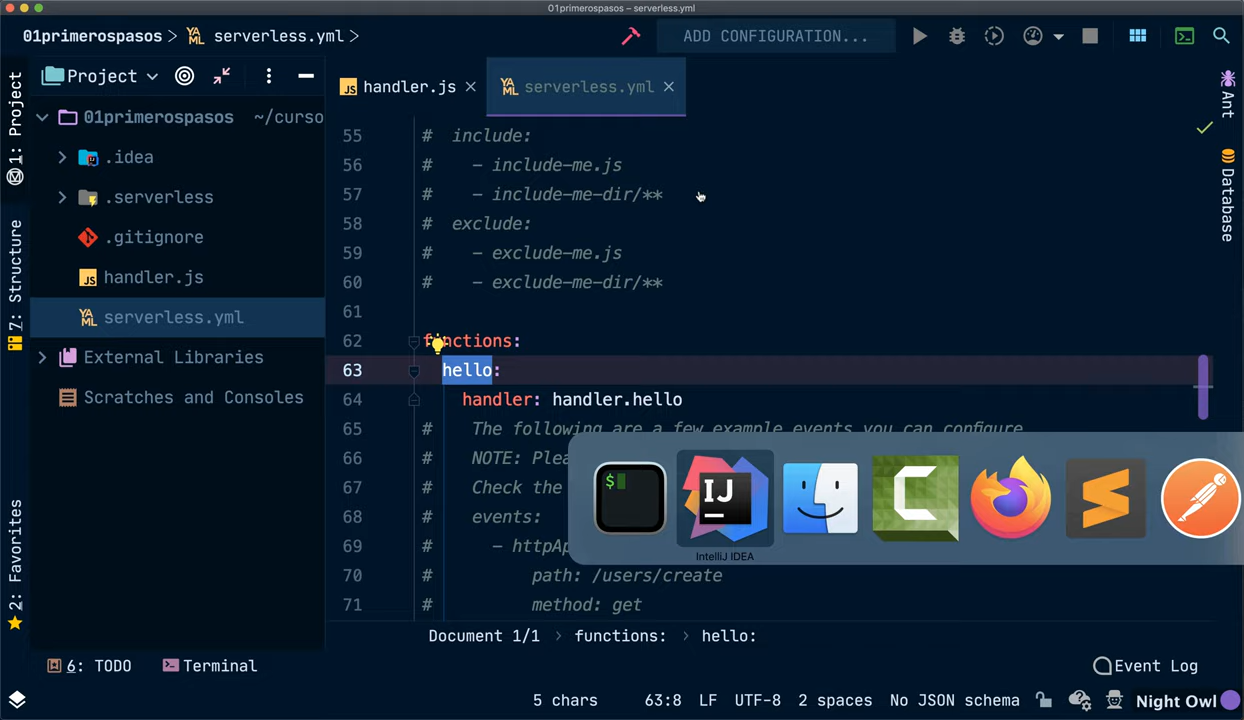 01primerospasos – serverless.yml
01primerospasos > serverless.yml >
ADD CONFIGURATION...
1: Project
7: Structure
2: Favorites
Project
01primerospasos ~/curso
.idea
.serverless
.gitignore
handler.js
serverless.yml
External Libraries
Scratches and Consoles
handler.js
serverless.yml
55 # include:
56 # - include-me.js
57 # - include-me-dir/**
58 # exclude:
59 # - exclude-me.js
60 # - exclude-me-dir/**
61
62 functions:
63 hello:
64 handler: handler.hello
65 # The following are a few example events you can configure
66 # NOTE: Plea
67 # Check the
68 # events:
69 # - httpAp
70 # path: /users/create
71 # method: get
$
IJ
IntelliJ IDEA
Ant
Database
Document 1/1 > functions: > hello:
6: TODO
Terminal
Event Log
5 chars 63:8 LF UTF-8 2 spaces No JSON schema Night Owl